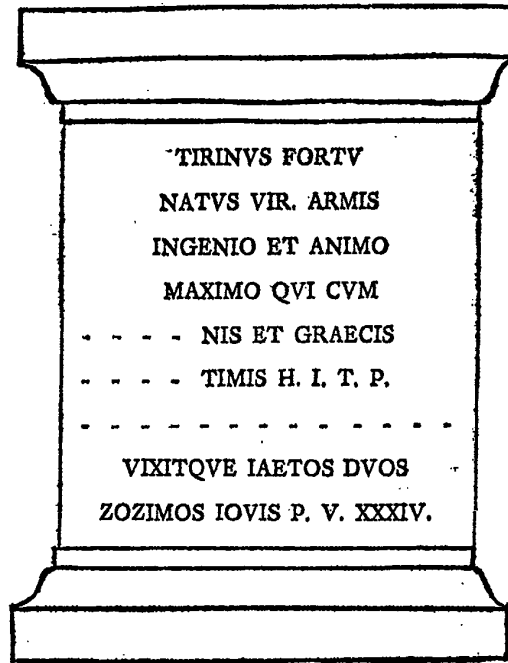 TIRINVS FORTV
NATVS VIR. ARMIS
INGENIO ET ANIMO
MAXIMO QVI CVM
- - - - NIS ET GRAECIS
- - - - TIMIS H. I. T. P.
- - - - - - - - - - - - - -
VIXITQVE IAETOS DVOS
ZOZIMOS IOVIS P. V. XXXIV.